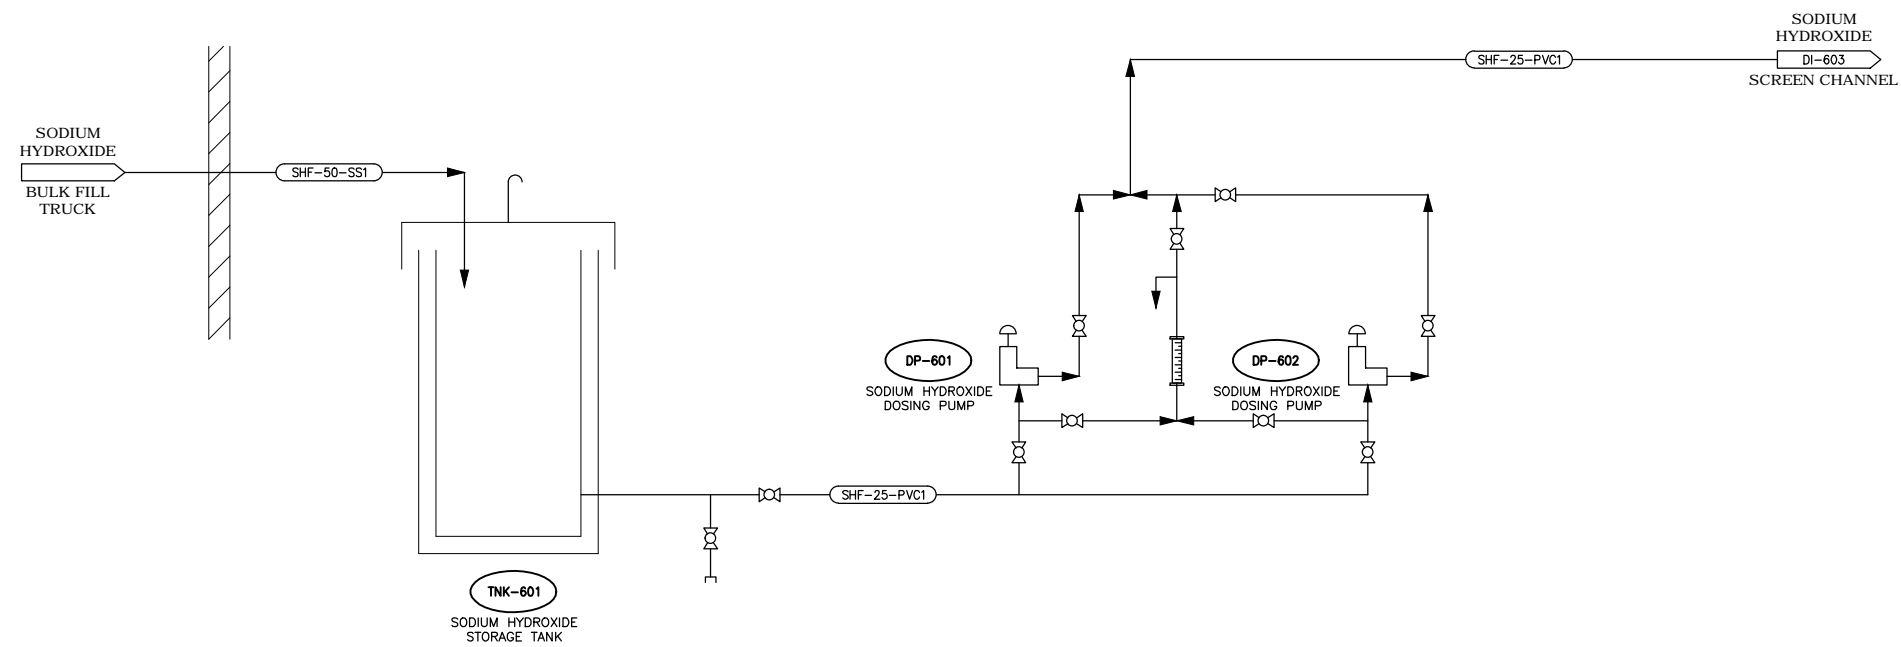 SODIUM
HYDROXIDE
DI-603
SCREEN CHANNEL
SHF-25-PVC1
SODIUM
HYDROXIDE
BULK FILL
TRUCK
SHF-50-SS1
DP-601
SODIUM HYDROXIDE
DOSING PUMP
DP-602
SODIUM HYDROXIDE
DOSING PUMP
SHF-25-PVC1
TNK-601
SODIUM HYDROXIDE
STORAGE TANK